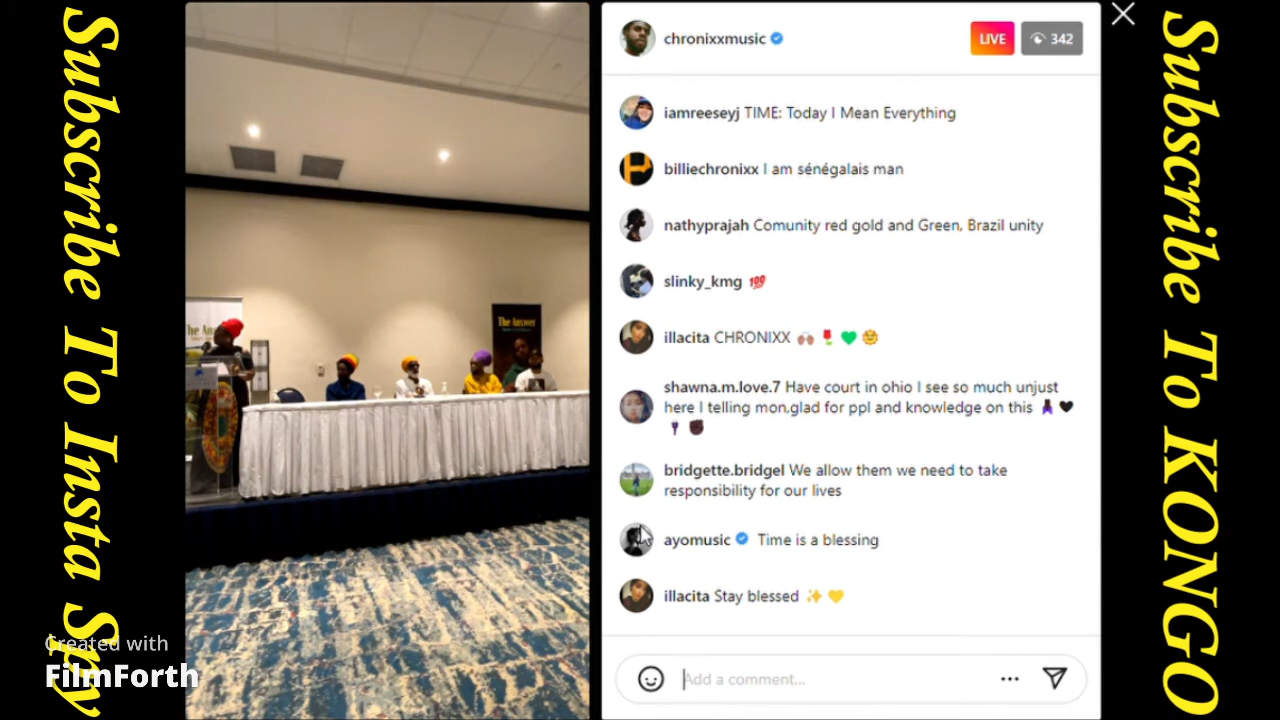 Subscribe To Insta Spy
The An
The Answer
chronixxmusic
LIVE
342
iamreeseyj TIME: Today I Mean Everything
billiechronixx I am sénégalais man
nathyprajah Comunity red gold and Green, Brazil unity
slinky_kmg 💯
illacita CHRONIXX 🙏🏽 🌹 💚 🌞
shawna.m.love.7 Have court in ohio I see so much unjust
here I telling mon,glad for ppl and knowledge on this
bridgette.bridgel We allow them we need to take
responsibility for our lives
ayomusic Time is a blessing
illacita Stay blessed ✨ 💛
Add a comment...
Subscribe To KONGO
Created with
FilmForth